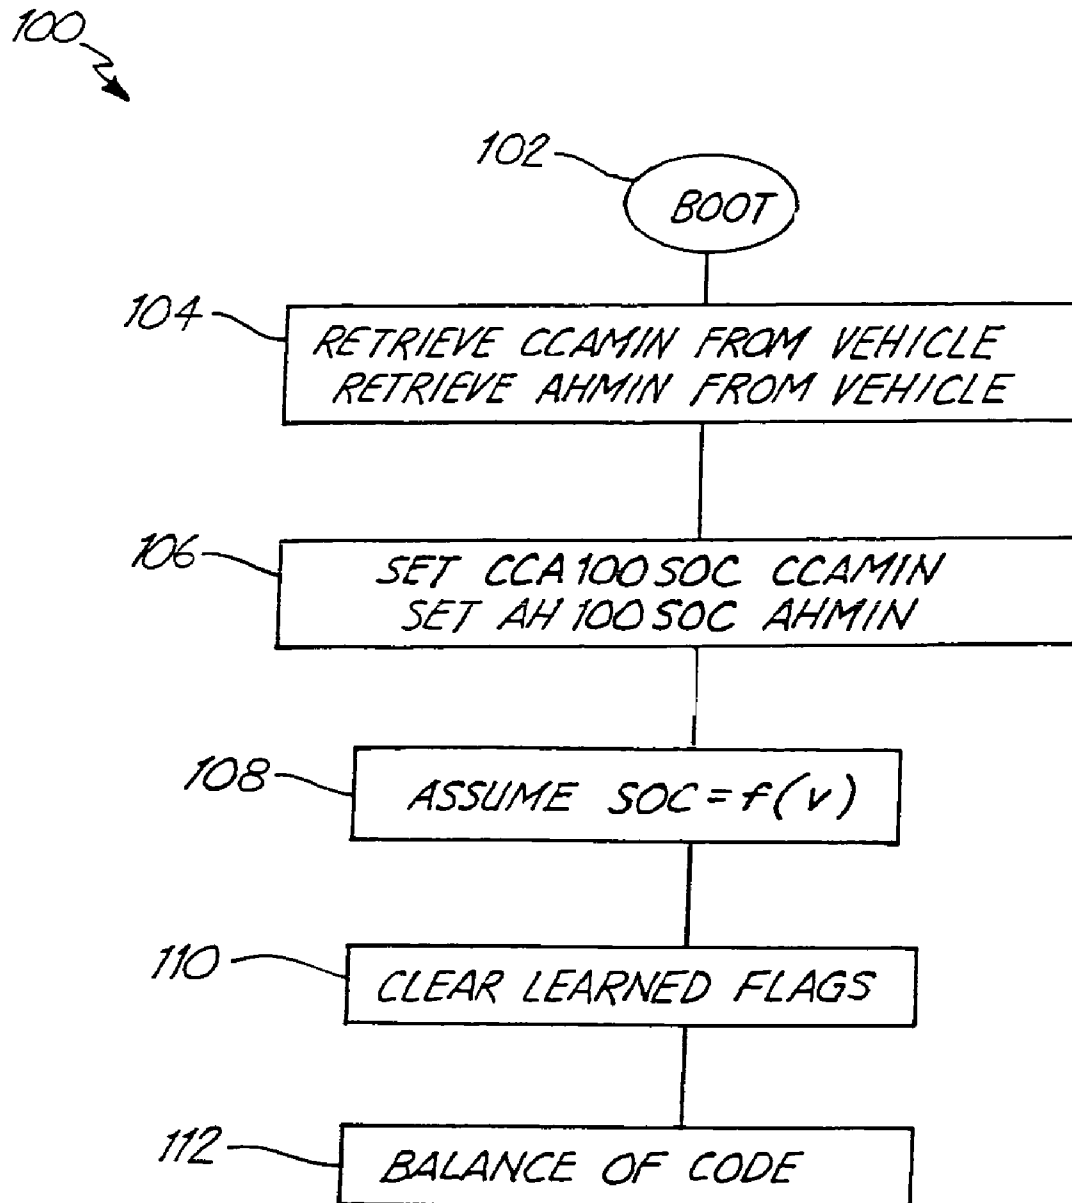 100
102
BOOT
104
RETRIEVE CCAMIN FROM VEHICLE
RETRIEVE AHMIN FROM VEHICLE
106
SET CCA100SOC CCAMIN
SET AH100SOC AHMIN
108
ASSUME SOC = f(v)
110
CLEAR LEARNED FLAGS
112
BALANCE OF CODE